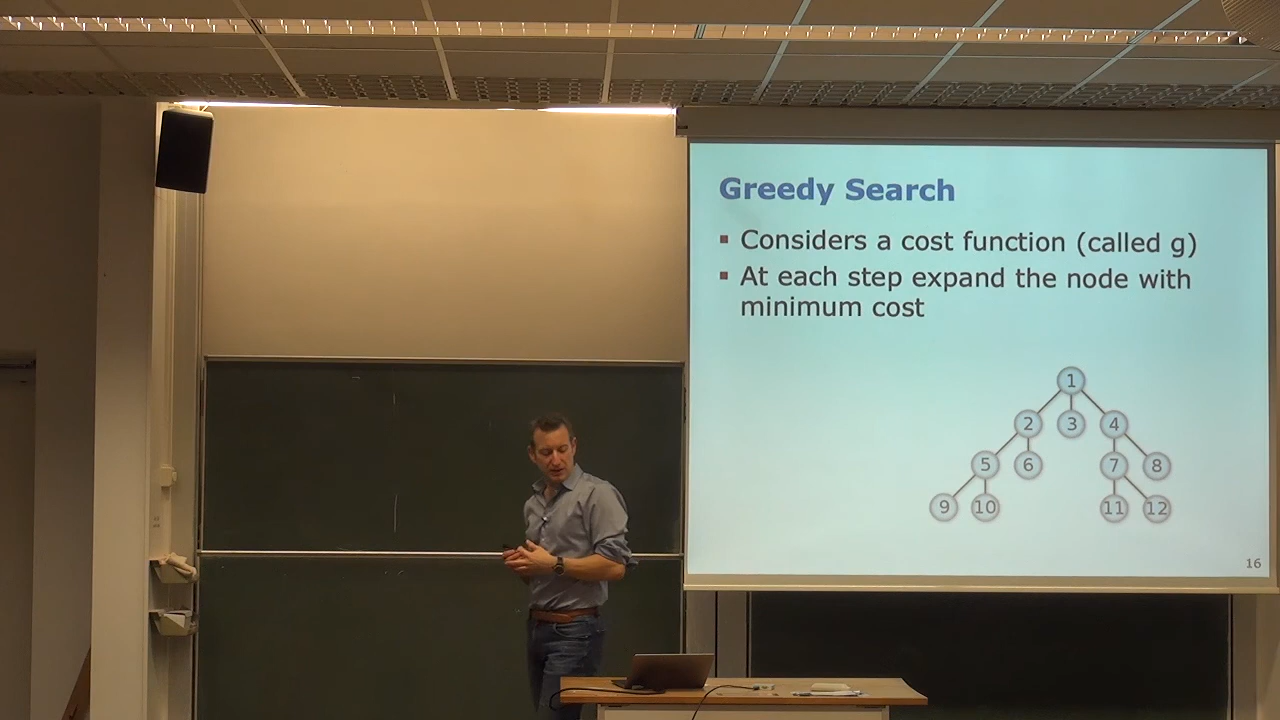 Greedy Search
▪ Considers a cost function (called g)
▪ At each step expand the node with
minimum cost
1
2 3 4
5 6 7 8
9 10 11 12
16